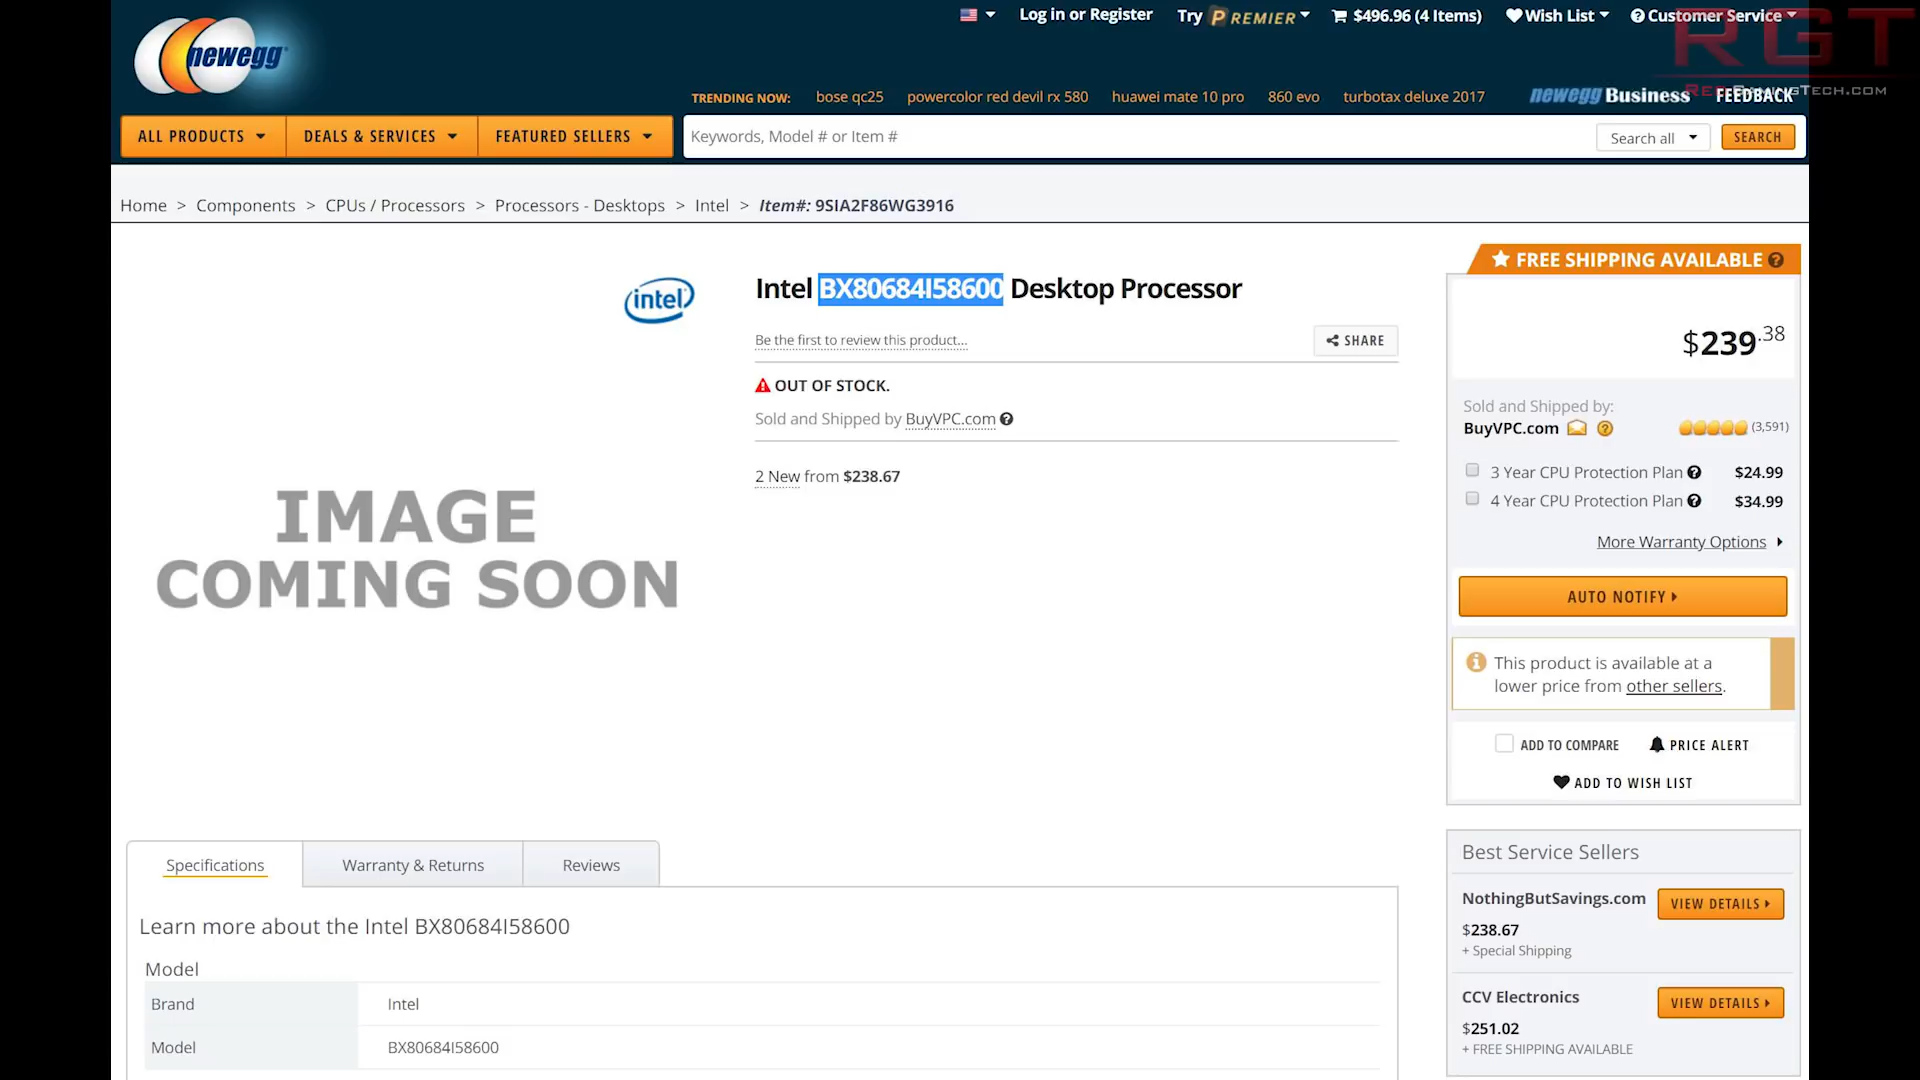 Log in or Register
Try PREMIER
$496.96 (4 Items)
Wish List
Customer Service
RGT
REDGAMINGTECH.COM
newegg
TRENDING NOW: bose qc25 powercolor red devil rx 580 huawei mate 10 pro 860 evo turbotax deluxe 2017
newegg Business
FEEDBACK
ALL PRODUCTS
DEALS & SERVICES
FEATURED SELLERS
Keywords, Model # or Item #
Search all
SEARCH
Home > Components > CPUs / Processors > Processors - Desktops > Intel > Item#: 9SIA2F86WG3916
intel
IMAGE
COMING SOON
Intel BX80684I58600 Desktop Processor
Be the first to review this product...
SHARE
OUT OF STOCK.
Sold and Shipped by BuyVPC.com
2 New from $238.67
FREE SHIPPING AVAILABLE
$239.38
Sold and Shipped by:
BuyVPC.com (3,591)
3 Year CPU Protection Plan $24.99
4 Year CPU Protection Plan $34.99
More Warranty Options
AUTO NOTIFY
This product is available at a
lower price from other sellers.
ADD TO COMPARE
PRICE ALERT
ADD TO WISH LIST
Best Service Sellers
NothingButSavings.com
VIEW DETAILS
$238.67
+ Special Shipping
CCV Electronics
VIEW DETAILS
$251.02
+ FREE SHIPPING AVAILABLE
Specifications
Warranty & Returns
Reviews
Learn more about the Intel BX80684I58600
Model
Brand Intel
Model BX80684I58600